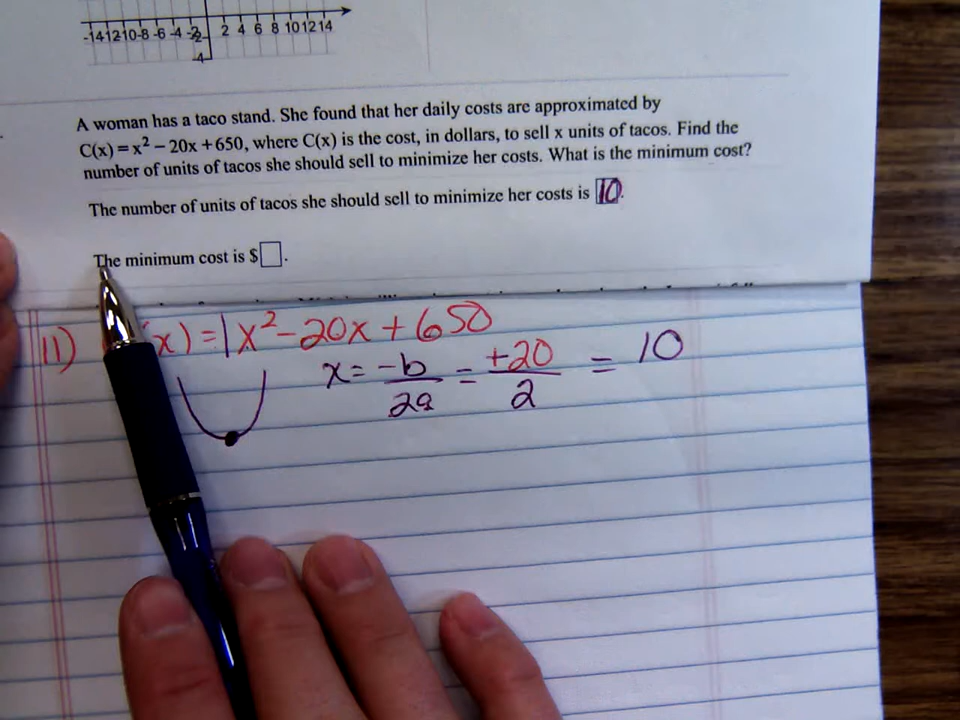 -14-12-10-8 -6 -4 -2 2 4 6 8 10 12 14
-2
-4
A woman has a taco stand. She found that her daily costs are approximated by
C(x) = x² − 20x + 650, where C(x) is the cost, in dollars, to sell x units of tacos. Find the
number of units of tacos she should sell to minimize her costs. What is the minimum cost?
The number of units of tacos she should sell to minimize her costs is 10.
The minimum cost is $ .
11) (x) = 1x² - 20x + 650
x = -b/2a = +20/2 = 10